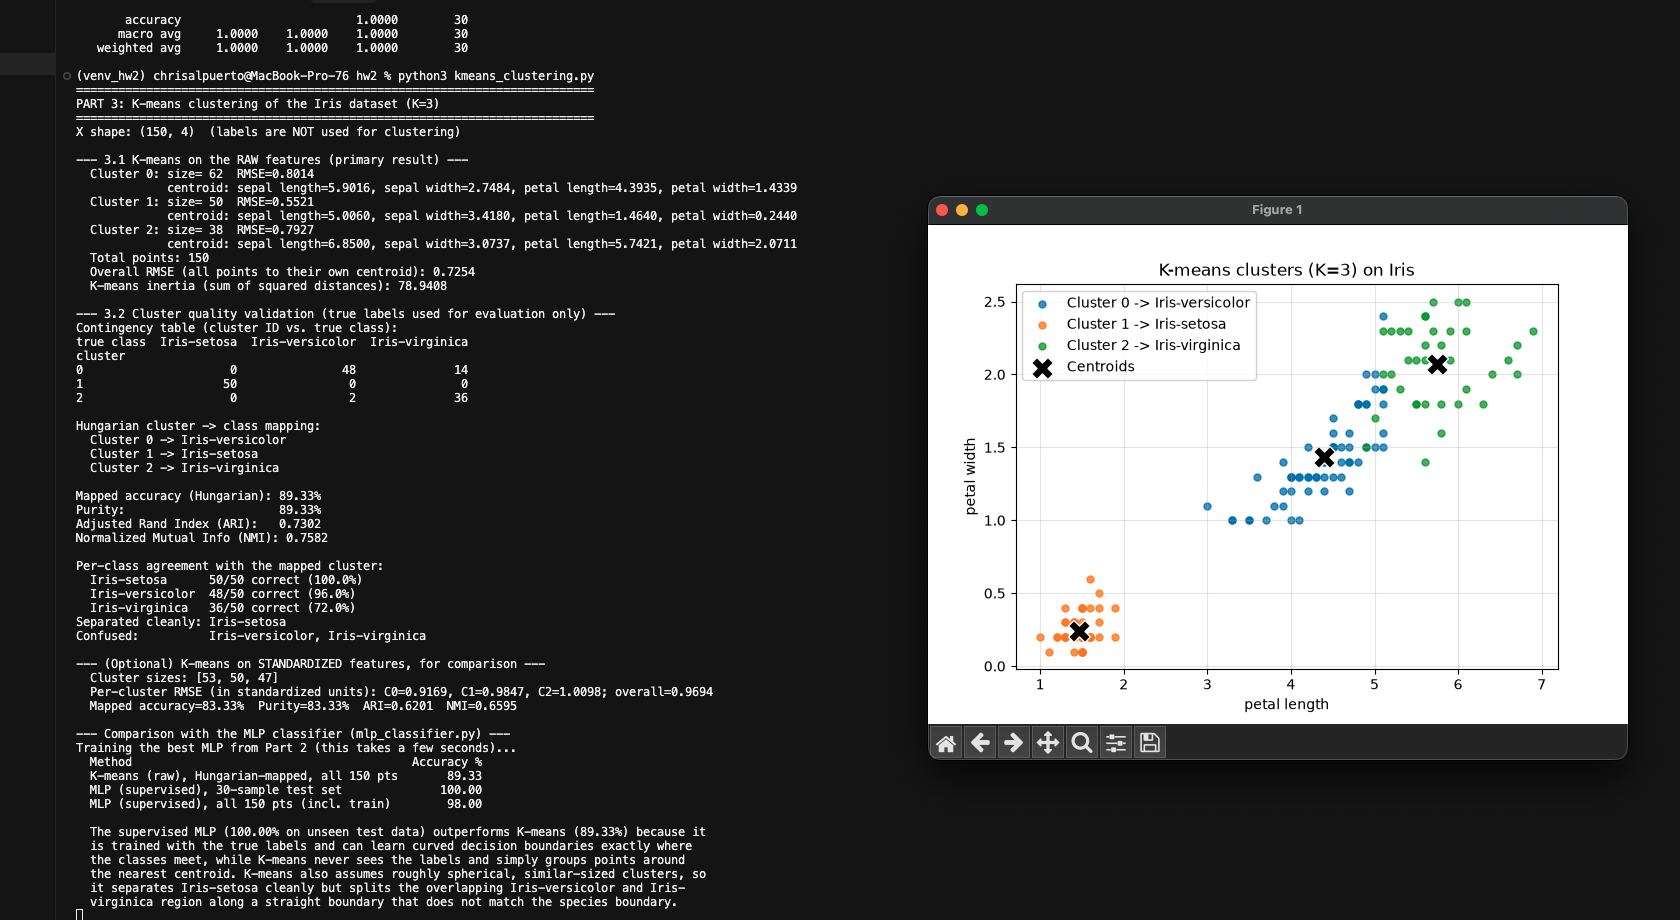 accuracy                         1.0000        30
macro avg     1.0000    1.0000    1.0000        30
weighted avg     1.0000    1.0000    1.0000        30
(venv_hw2) chrisalpuerto@MacBook-Pro-76 hw2 % python3 kmeans_clustering.py
==========================================================================
PART 3: K-means clustering of the Iris dataset (K=3)
==========================================================================
X shape: (150, 4)  (labels are NOT used for clustering)
--- 3.1 K-means on the RAW features (primary result) ---
Cluster 0: size= 62  RMSE=0.8014
centroid: sepal length=5.9016, sepal width=2.7484, petal length=4.3935, petal width=1.4339
Cluster 1: size= 50  RMSE=0.5521
centroid: sepal length=5.0060, sepal width=3.4180, petal length=1.4640, petal width=0.2440
Cluster 2: size= 38  RMSE=0.7927
centroid: sepal length=6.8500, sepal width=3.0737, petal length=5.7421, petal width=2.0711
Total points: 150
Overall RMSE (all points to their own centroid): 0.7254
K-means inertia (sum of squared distances): 78.9408
--- 3.2 Cluster quality validation (true labels used for evaluation only) ---
Contingency table (cluster ID vs. true class):
true class  Iris-setosa  Iris-versicolor  Iris-virginica
cluster
0                     0               48              14
1                    50                0               0
2                     0                2              36
Hungarian cluster -> class mapping:
Cluster 0 -> Iris-versicolor
Cluster 1 -> Iris-setosa
Cluster 2 -> Iris-virginica
Mapped accuracy (Hungarian): 89.33%
Purity:                      89.33%
Adjusted Rand Index (ARI):   0.7302
Normalized Mutual Info (NMI): 0.7582
Per-class agreement with the mapped cluster:
Iris-setosa      50/50 correct (100.0%)
Iris-versicolor  48/50 correct (96.0%)
Iris-virginica   36/50 correct (72.0%)
Separated cleanly: Iris-setosa
Confused:          Iris-versicolor, Iris-virginica
--- (Optional) K-means on STANDARDIZED features, for comparison ---
Cluster sizes: [53, 50, 47]
Per-cluster RMSE (in standardized units): C0=0.9169, C1=0.9847, C2=1.0098; overall=0.9694
Mapped accuracy=83.33%  Purity=83.33%  ARI=0.6201  NMI=0.6595
--- Comparison with the MLP classifier (mlp_classifier.py) ---
Training the best MLP from Part 2 (this takes a few seconds)...
Method                                        Accuracy %
K-means (raw), Hungarian-mapped, all 150 pts       89.33
MLP (supervised), 30-sample test set              100.00
MLP (supervised), all 150 pts (incl. train)        98.00
The supervised MLP (100.00% on unseen test data) outperforms K-means (89.33%) because it
is trained with the true labels and can learn curved decision boundaries exactly where
the classes meet, while K-means never sees the labels and simply groups points around
the nearest centroid. K-means also assumes roughly spherical, similar-sized clusters, so
it separates Iris-setosa cleanly but splits the overlapping Iris-versicolor and Iris-
virginica region along a straight boundary that does not match the species boundary.
Figure 1
K-means clusters (K=3) on Iris
Cluster 0 -> Iris-versicolor
Cluster 1 -> Iris-setosa
Cluster 2 -> Iris-virginica
Centroids
petal width
2.5
2.0
1.5
1.0
0.5
0.0
1 2 3 4 5 6 7
petal length